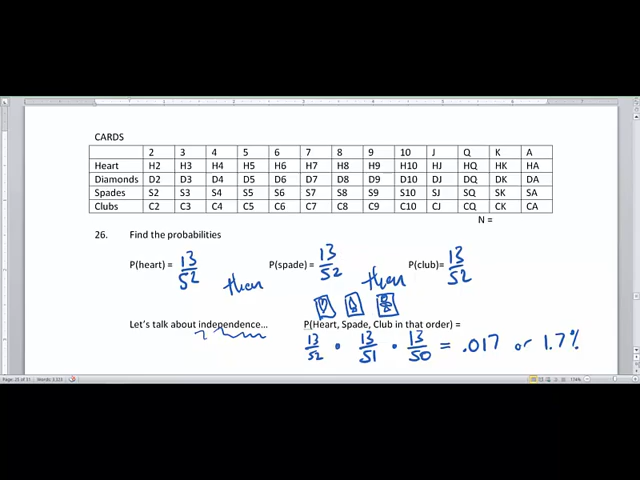 CARDS
2 3 4 5 6 7 8 9 10 J Q K A
Heart H2 H3 H4 H5 H6 H7 H8 H9 H10 HJ HQ HK HA
Diamonds D2 D3 D4 D5 D6 D7 D8 D9 D10 DJ DQ DK DA
Spades S2 S3 S4 S5 S6 S7 S8 S9 S10 SJ SQ SK SA
Clubs C2 C3 C4 C5 C6 C7 C8 C9 C10 CJ CQ CK CA
N =
26. Find the probabilities
P(heart) = 13/52 then P(spade) = 13/52 then P(club)= 13/52
Let's talk about independence... P(Heart, Spade, Club in that order) =
13/52 · 13/51 · 13/50 = .017 or 1.7%